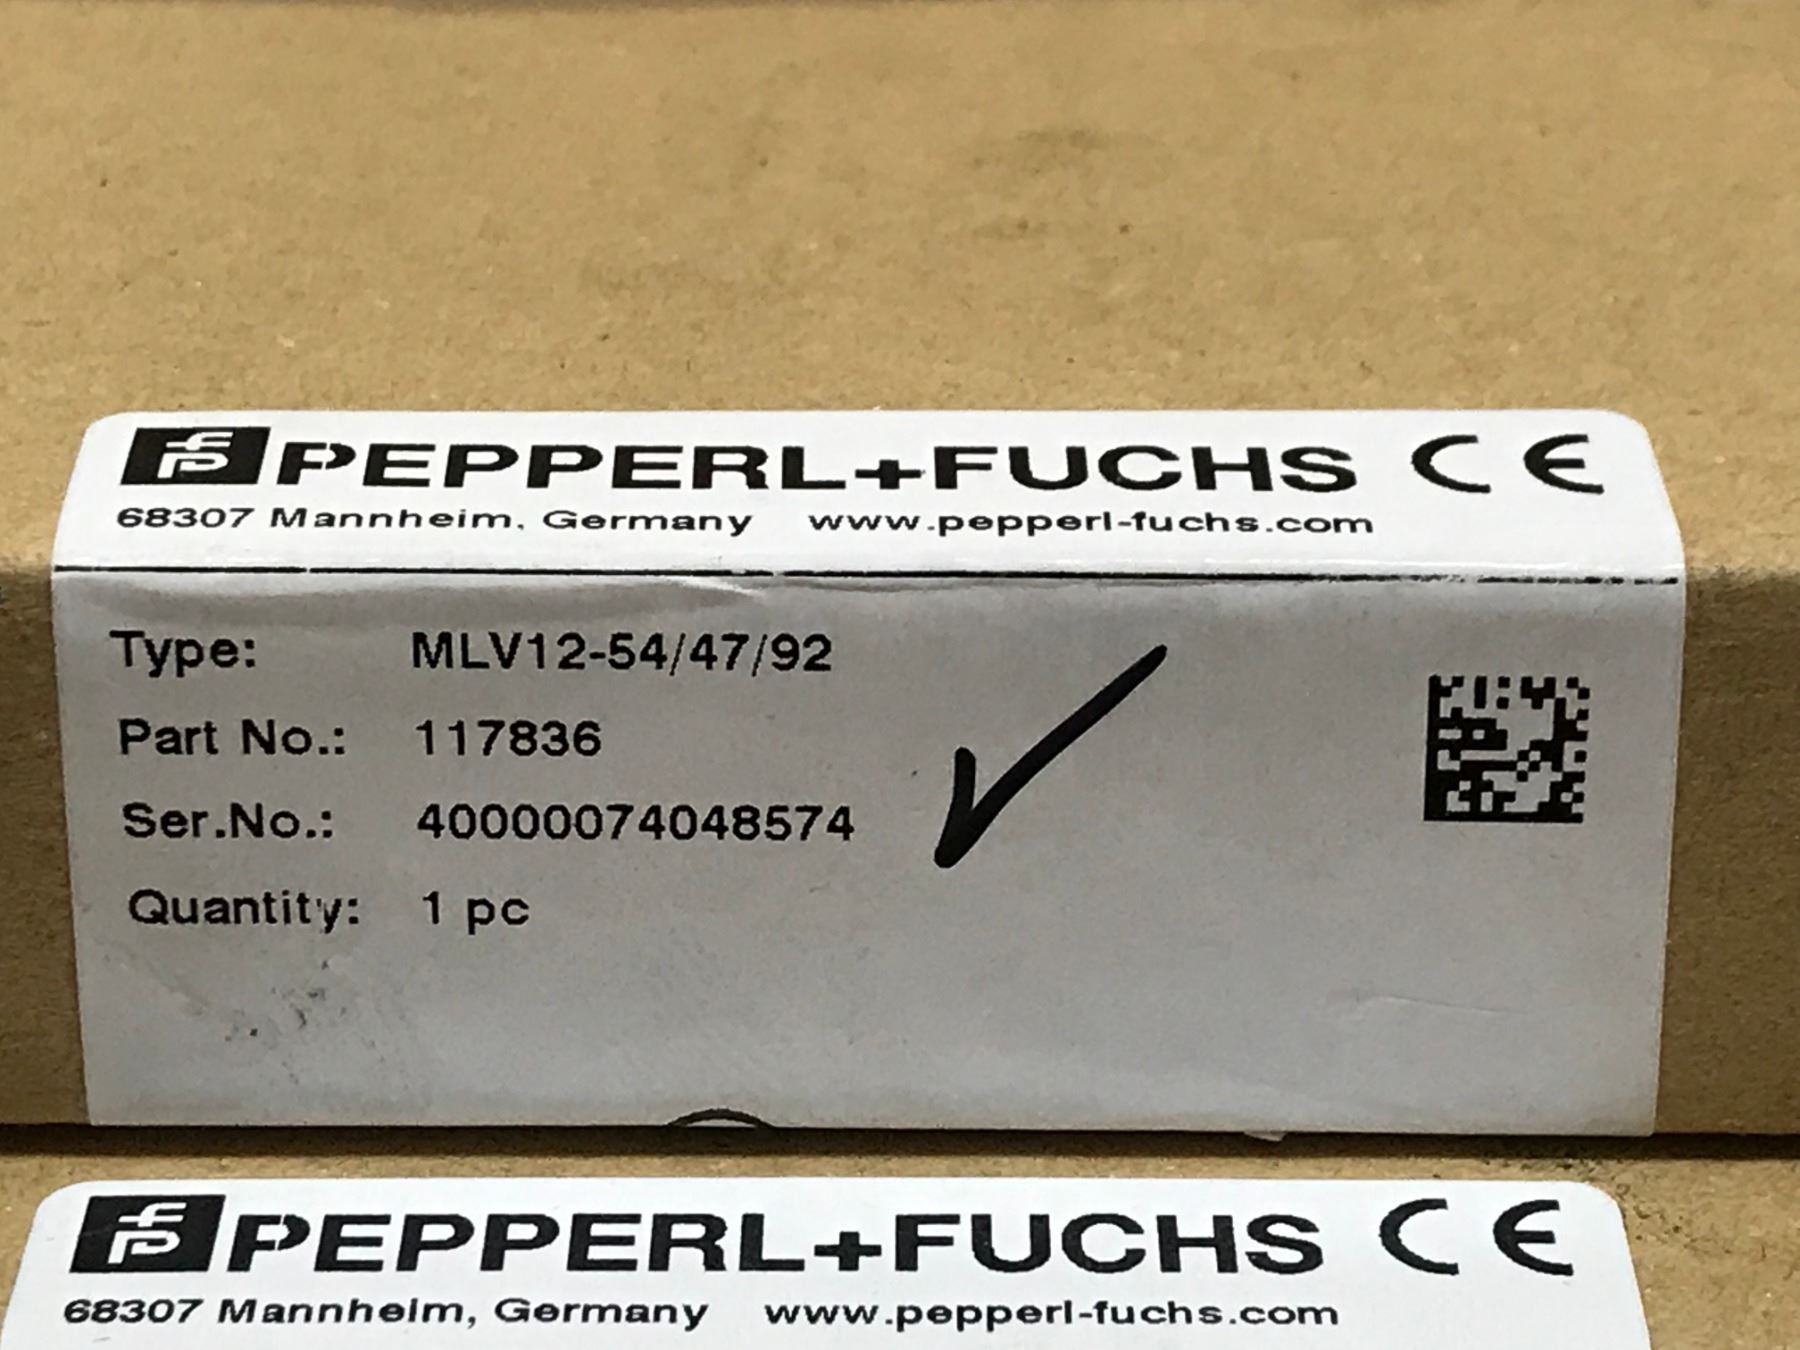 PEPPERL+FUCHS CE
68307 Mannheim, Germany www.pepperl-fuchs.com
Type: MLV12-54/47/92
Part No.: 117836
Ser.No.: 40000074048574
Quantity: 1 pc
PEPPERL+FUCHS CE
68307 Mannheim, Germany www.pepperl-fuchs.com